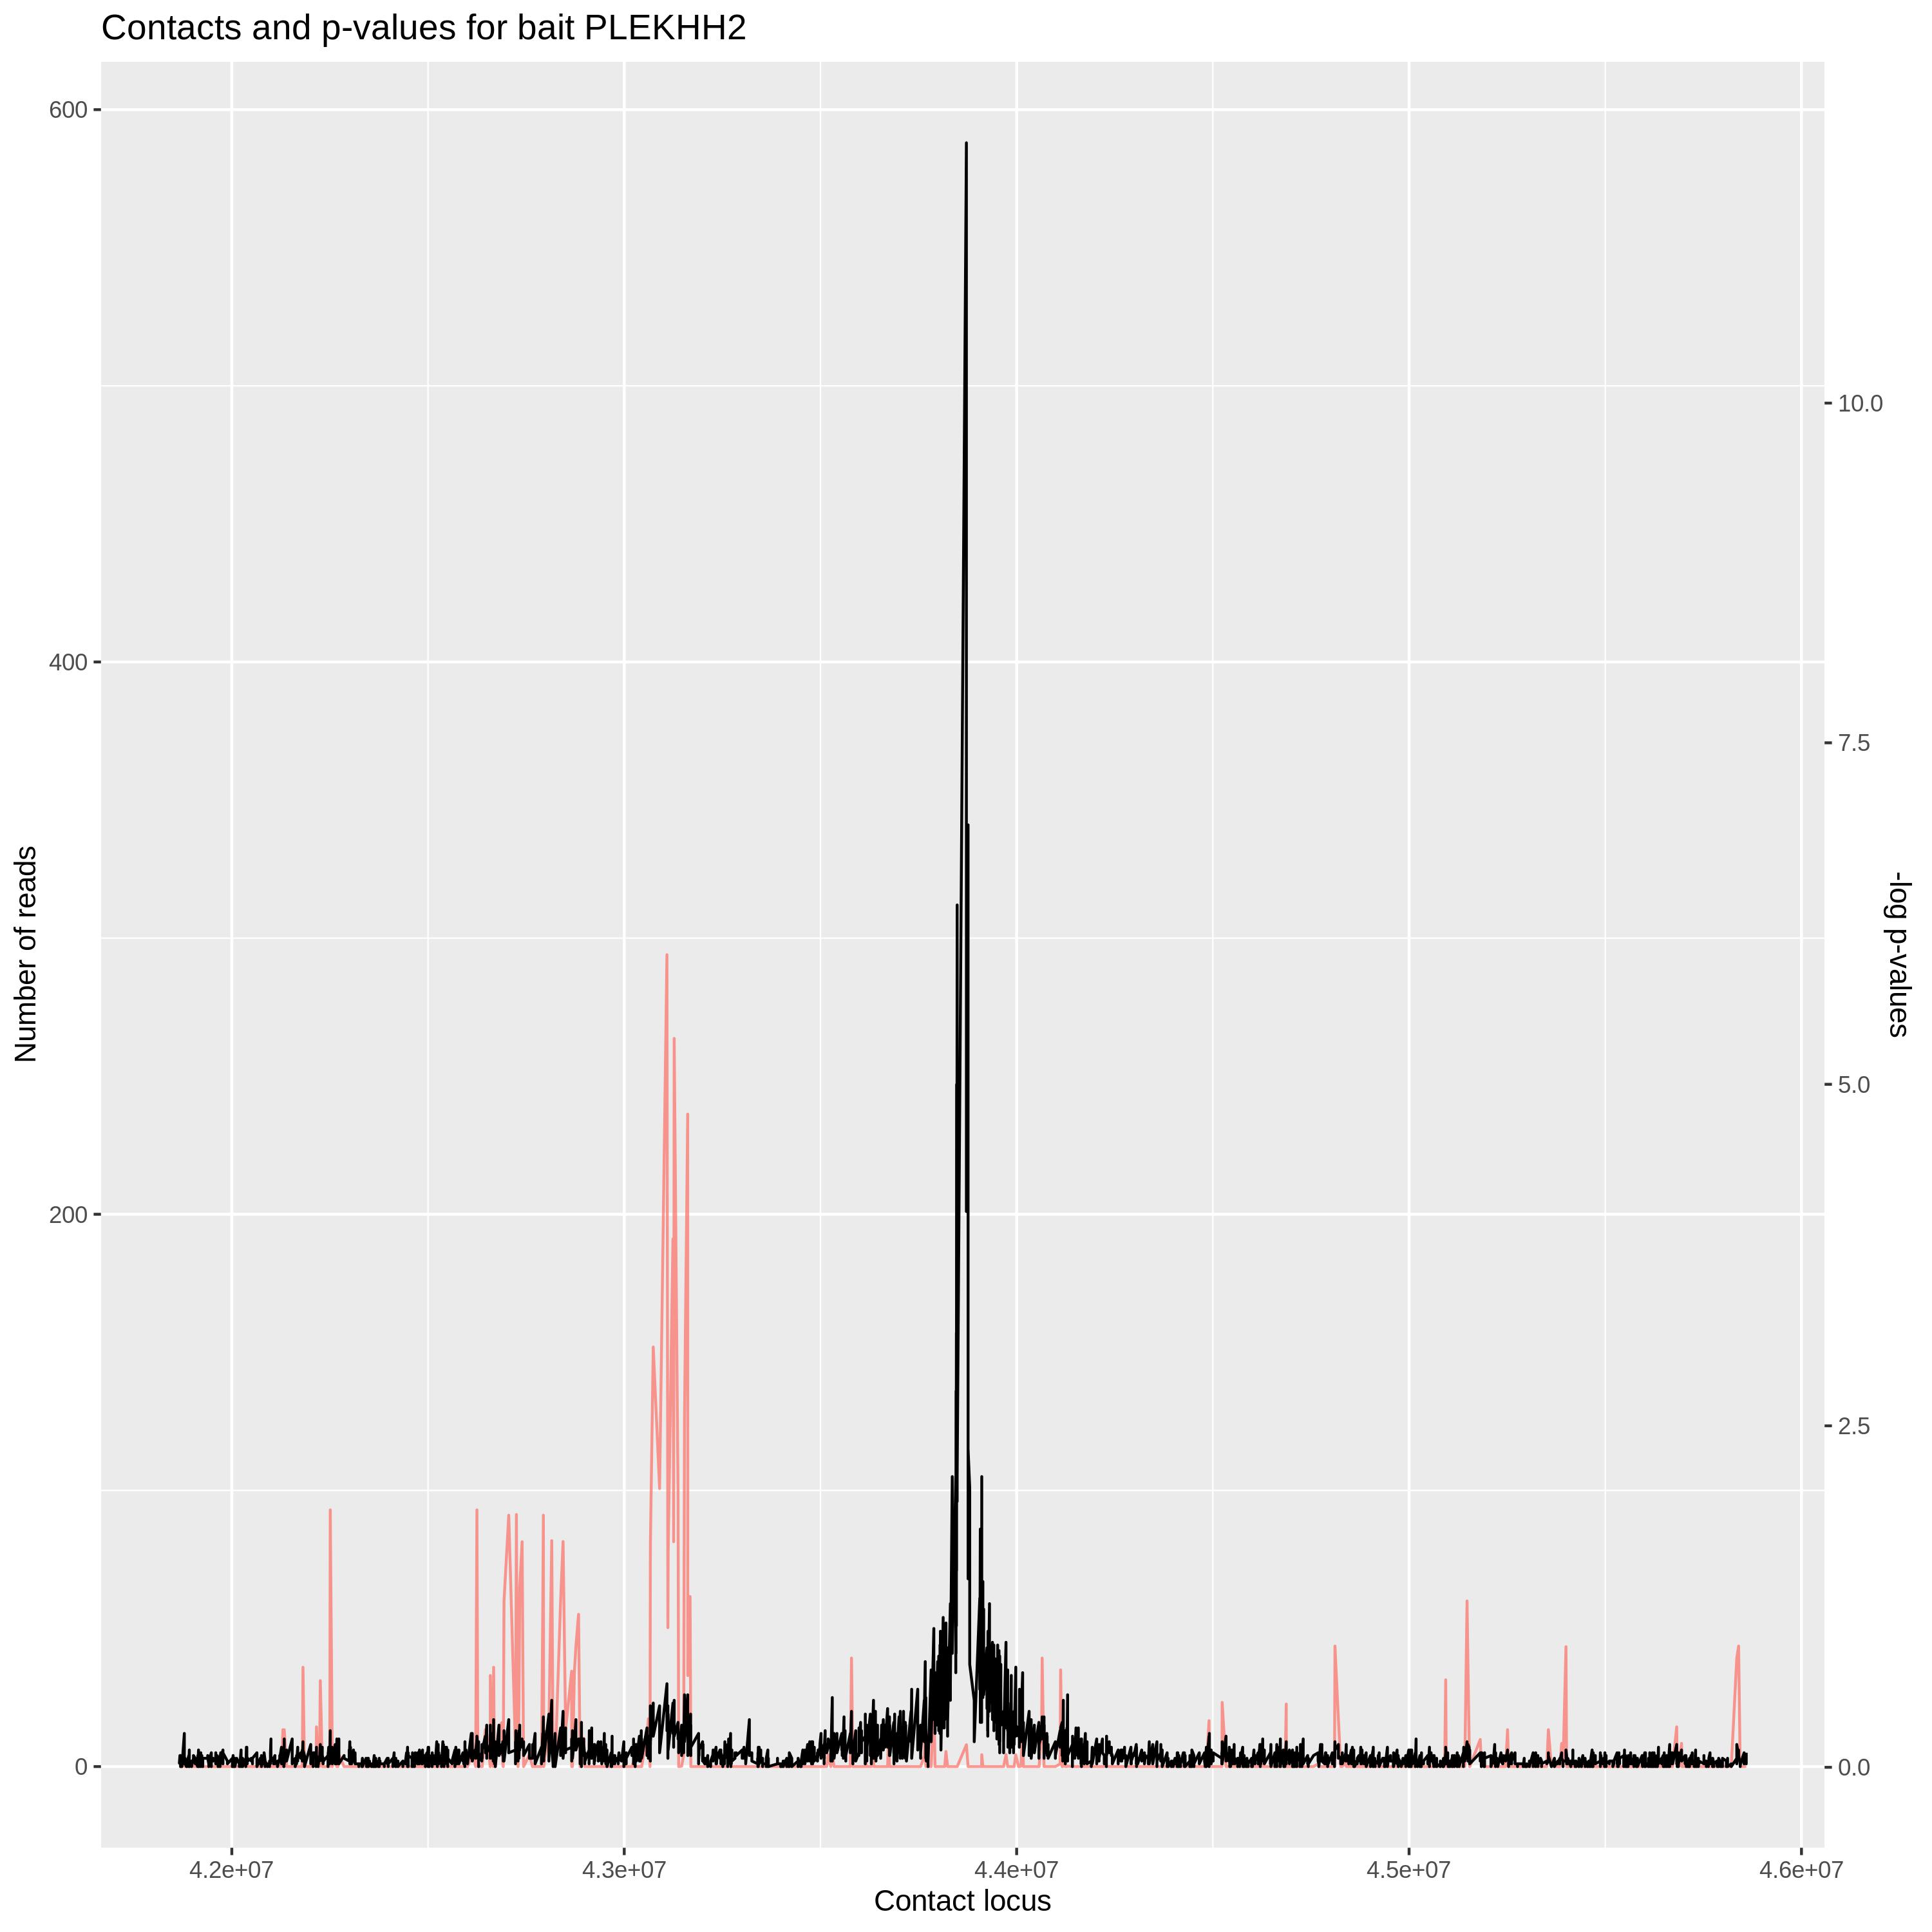 Contacts and p-values for bait PLEKHH2
600
400
200
0
Number of reads
10.0
7.5
5.0
2.5
0.0
-log p-values
4.2e+07 4.3e+07 4.4e+07 4.5e+07 4.6e+07
Contact locus